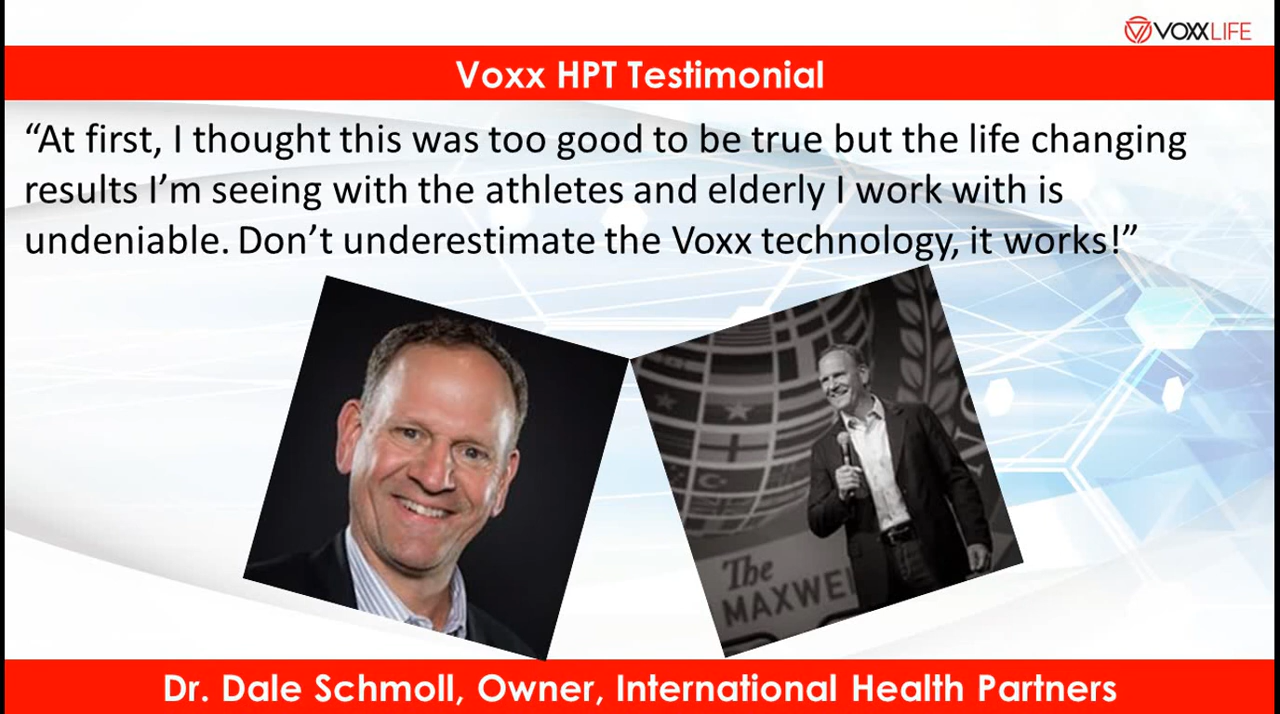 VOXXLIFE
Voxx HPT Testimonial
“At first, I thought this was too good to be true but the life changing
results I’m seeing with the athletes and elderly I work with is
undeniable. Don’t underestimate the Voxx technology, it works!”
The
MAXWE
Dr. Dale Schmoll, Owner, International Health Partners